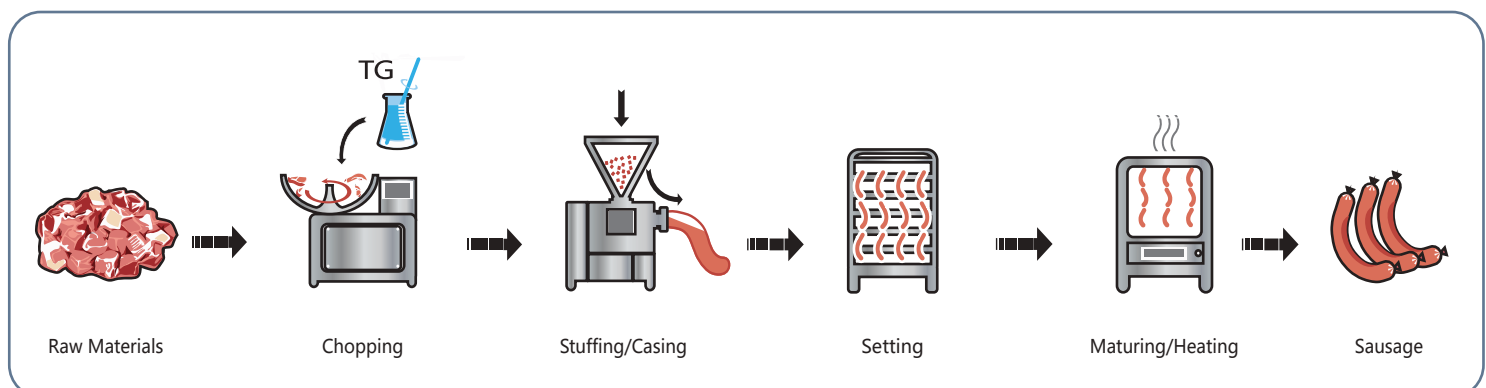 TG
Raw Materials
Chopping
Stuffing/Casing
Setting
Maturing/Heating
Sausage